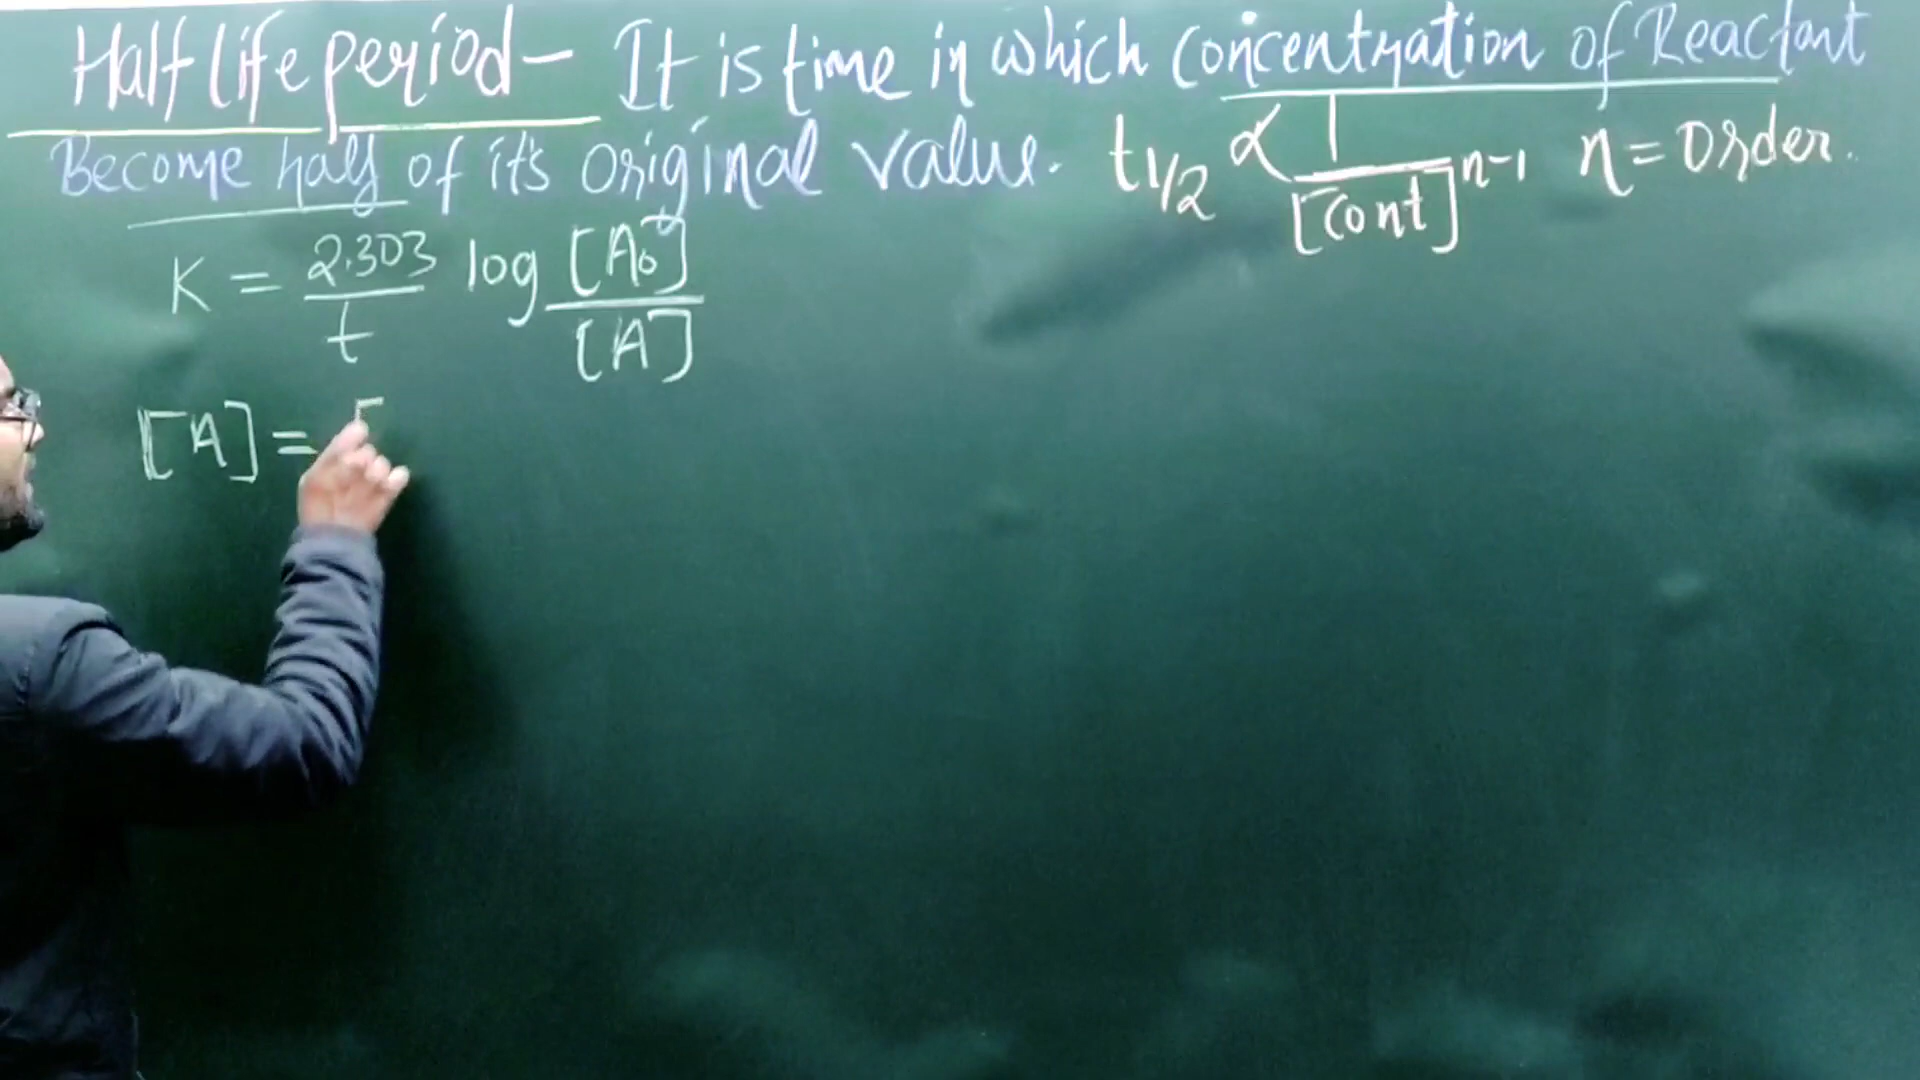 Half life period - It is time in which concentration of Reactant
Become half of it's original value. t1/2 ∝ 1/[Cont]^n-1 n = order.
K = 2.303/t log [A0]/[A]
[A] = [